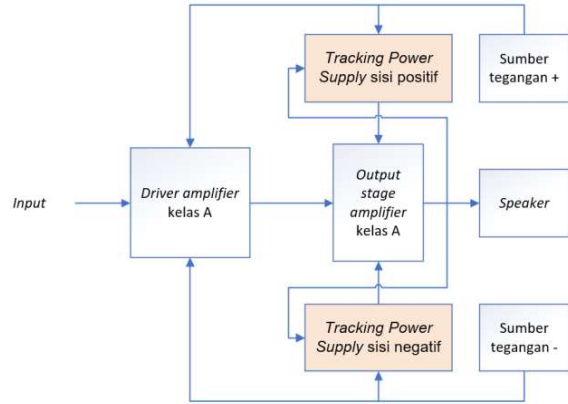 Tracking Power
Supply sisi positif
Sumber
tegangan +
Input
Driver amplifier
kelas A
Output
stage
amplifier
kelas A
Speaker
Tracking Power
Supply sisi negatif
Sumber
tegangan -